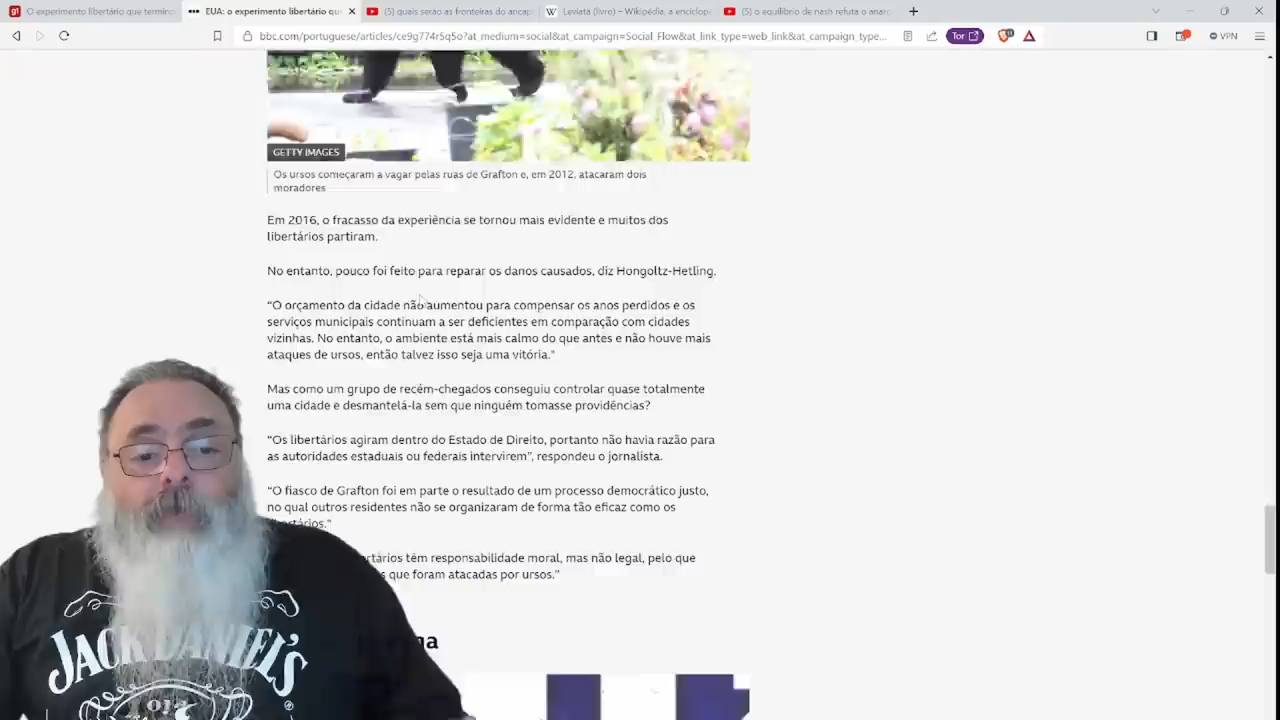 O experimento libertário que termino
EUA: o experimento libertário que
(5) quais serão as fronteiras do ancap
Leviatã (livro) – Wikipédia, a enciclope
(5) o equilíbrio de nash refuta o anarc
bbc.com/portuguese/articles/ce9g774r5q5o?at_medium=social&at_campaign=Social_Flow&at_link_type=web_link&at_campaign_type...
Tor
VPN
GETTY IMAGES
Os ursos começaram a vagar pelas ruas de Grafton e, em 2012, atacaram dois
moradores
Em 2016, o fracasso da experiência se tornou mais evidente e muitos dos
libertários partiram.
No entanto, pouco foi feito para reparar os danos causados, diz Hongoltz-Hetling.
“O orçamento da cidade não aumentou para compensar os anos perdidos e os
serviços municipais continuam a ser deficientes em comparação com cidades
vizinhas. No entanto, o ambiente está mais calmo do que antes e não houve mais
ataques de ursos, então talvez isso seja uma vitória.”
Mas como um grupo de recém-chegados conseguiu controlar quase totalmente
uma cidade e desmantelá-la sem que ninguém tomasse providências?
“Os libertários agiram dentro do Estado de Direito, portanto não havia razão para
as autoridades estaduais ou federais intervirem”, respondeu o jornalista.
“O fiasco de Grafton foi em parte o resultado de um processo democrático justo,
no qual outros residentes não se organizaram de forma tão eficaz como os
bertários.”
rtários têm responsabilidade moral, mas não legal, pelo que
s que foram atacadas por ursos.”
JACK DANIEL'S